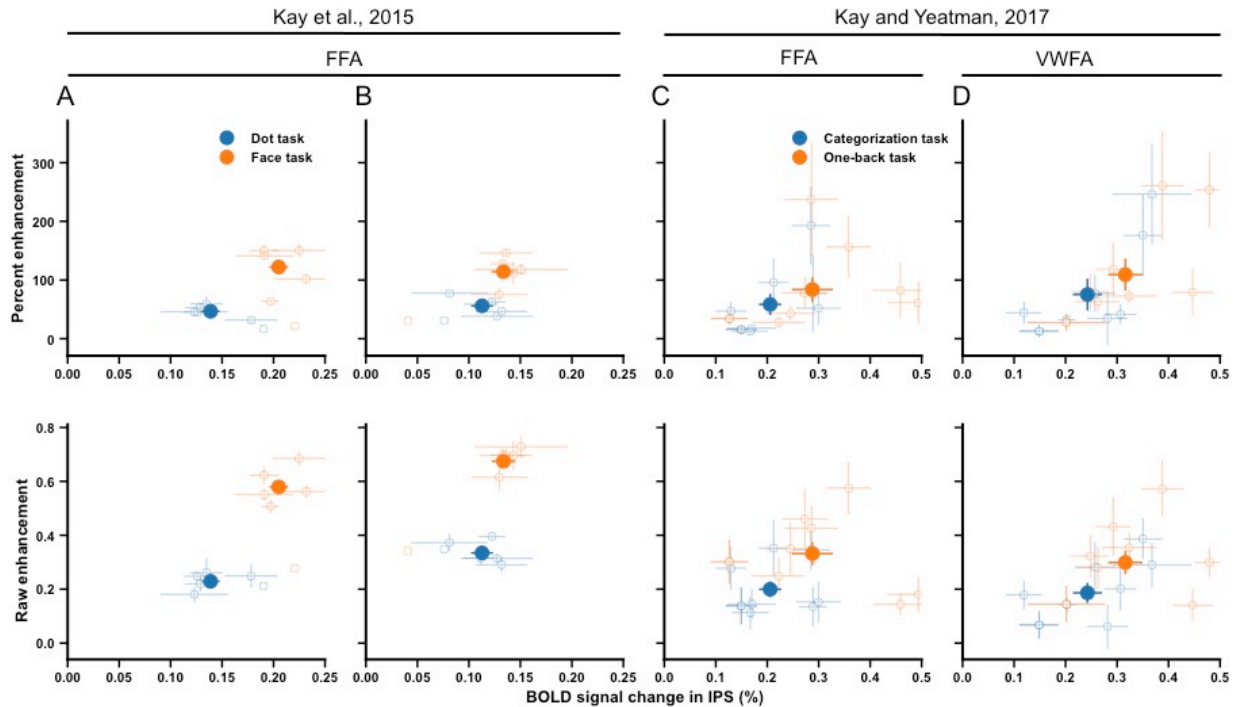 Kay et al., 2015
Kay and Yeatman, 2017
FFA
FFA
VWFA
A
B
C
D
Dot task
Face task
Categorization task
One-back task
Percent enhancement
300
200
100
0
0.00 0.05 0.10 0.15 0.20 0.25
0.00 0.05 0.10 0.15 0.20 0.25
0.0 0.1 0.2 0.3 0.4 0.5
0.0 0.1 0.2 0.3 0.4 0.5
Raw enhancement
0.8
0.6
0.4
0.2
0.0
0.00 0.05 0.10 0.15 0.20 0.25
0.00 0.05 0.10 0.15 0.20 0.25
0.0 0.1 0.2 0.3 0.4 0.5
0.0 0.1 0.2 0.3 0.4 0.5
BOLD signal change in IPS (%)